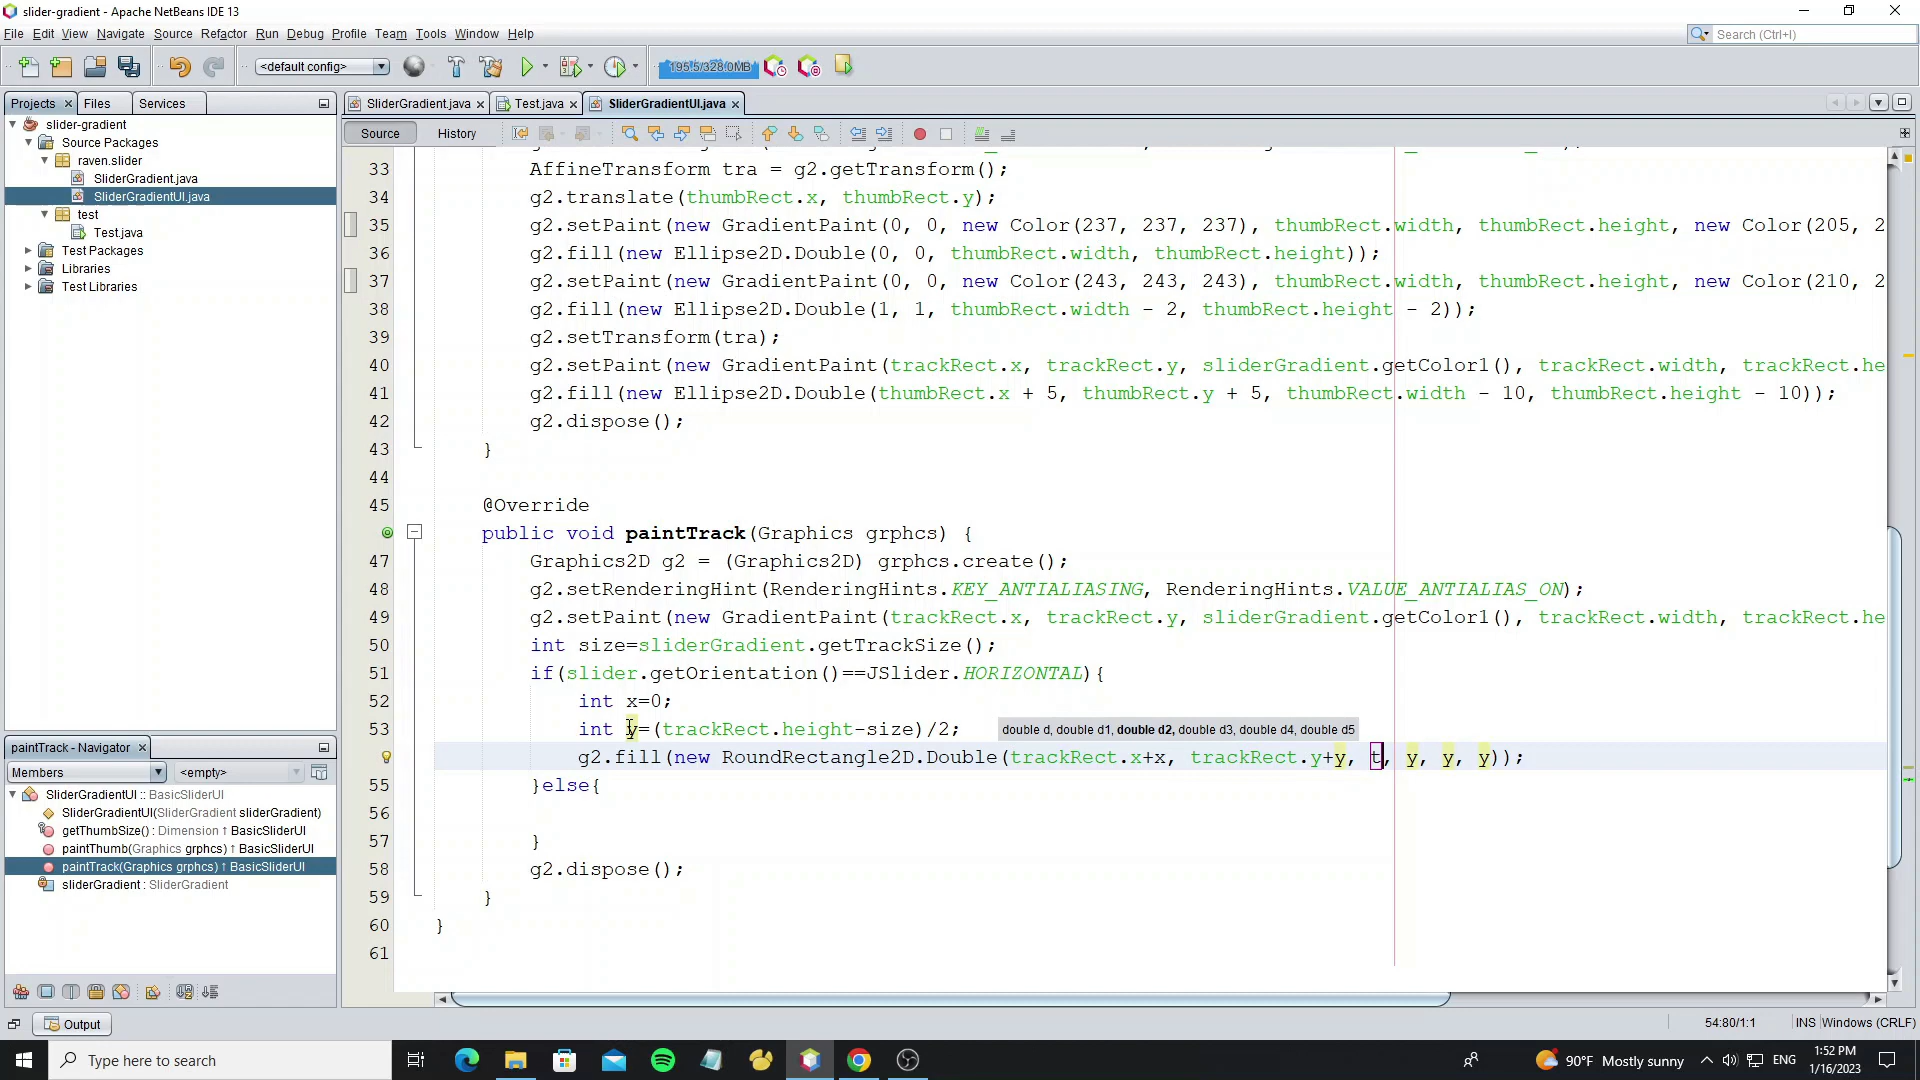 slider-gradient - Apache NetBeans IDE 13
File Edit View Navigate Source Refactor Run Debug Profile Team Tools Window Help
Search (Ctrl+I)
<default config>
195.5/328.0MB
Projects Files Services
SliderGradient.java Test.java SliderGradientUI.java
Source History
slider-gradient
Source Packages
raven.slider
SliderGradient.java
SliderGradientUI.java
test
Test.java
Test Packages
Libraries
Test Libraries
33 AffineTransform tra = g2.getTransform();
34 g2.translate(thumbRect.x, thumbRect.y);
35 g2.setPaint(new GradientPaint(0, 0, new Color(237, 237, 237), thumbRect.width, thumbRect.height, new Color(205, 2
36 g2.fill(new Ellipse2D.Double(0, 0, thumbRect.width, thumbRect.height));
37 g2.setPaint(new GradientPaint(0, 0, new Color(243, 243, 243), thumbRect.width, thumbRect.height, new Color(210, 2
38 g2.fill(new Ellipse2D.Double(1, 1, thumbRect.width - 2, thumbRect.height - 2));
39 g2.setTransform(tra);
40 g2.setPaint(new GradientPaint(trackRect.x, trackRect.y, sliderGradient.getColor1(), trackRect.width, trackRect.he
41 g2.fill(new Ellipse2D.Double(thumbRect.x + 5, thumbRect.y + 5, thumbRect.width - 10, thumbRect.height - 10));
42 g2.dispose();
43 }
44
45 @Override
public void paintTrack(Graphics grphcs) {
47 Graphics2D g2 = (Graphics2D) grphcs.create();
48 g2.setRenderingHint(RenderingHints.KEY_ANTIALIASING, RenderingHints.VALUE_ANTIALIAS_ON);
49 g2.setPaint(new GradientPaint(trackRect.x, trackRect.y, sliderGradient.getColor1(), trackRect.width, trackRect.he
50 int size=sliderGradient.getTrackSize();
51 if(slider.getOrientation()==JSlider.HORIZONTAL){
52 int x=0;
53 int y=(trackRect.height-size)/2;
double d, double d1, double d2, double d3, double d4, double d5
g2.fill(new RoundRectangle2D.Double(trackRect.x+x, trackRect.y+y, t, y, y, y));
55 }else{
56
57 }
58 g2.dispose();
59 }
60 }
61
paintTrack - Navigator
Members <empty>
SliderGradientUI :: BasicSliderUI
SliderGradientUI(SliderGradient sliderGradient)
getThumbSize() : Dimension ↑ BasicSliderUI
paintThumb(Graphics grphcs) ↑ BasicSliderUI
paintTrack(Graphics grphcs) ↑ BasicSliderUI
sliderGradient : SliderGradient
Output
54:80/1:1 INS Windows (CRLF)
Type here to search
90°F Mostly sunny ENG
1:52 PM
1/16/2023